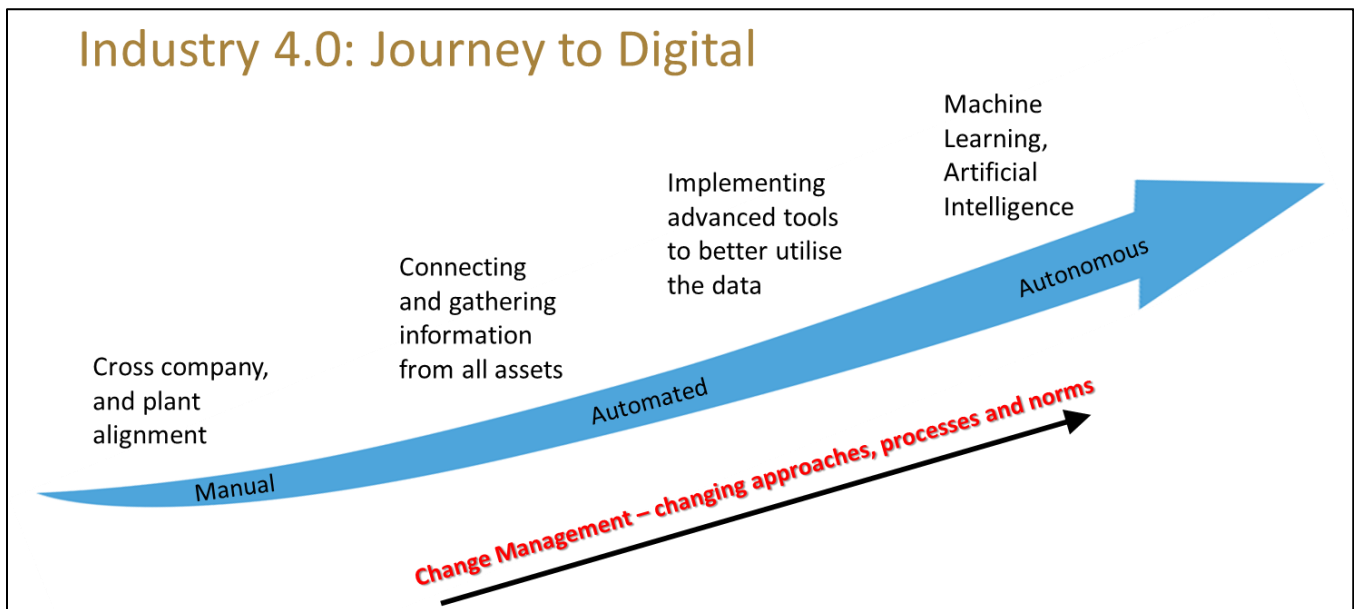 Industry 4.0: Journey to Digital
Cross company,
and plant
alignment
Connecting
and gathering
information
from all assets
Implementing
advanced tools
to better utilise
the data
Machine
Learning,
Artificial
Intelligence
Manual
Automated
Autonomous
Change Management – changing approaches, processes and norms